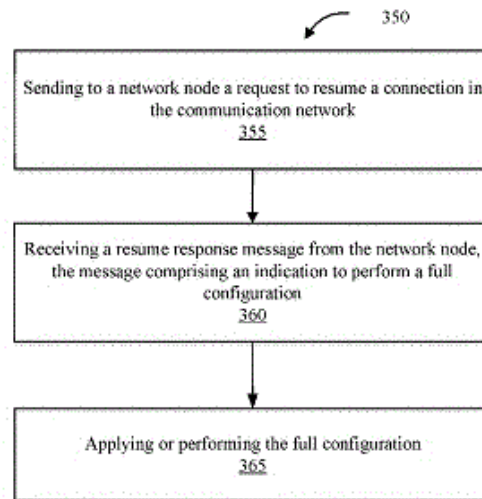 350
Sending to a network node a request to resume a connection in
the communication network
355
Receiving a resume response message from the network node,
the message comprising an indication to perform a full
configuration
360
Applying or performing the full configuration
365